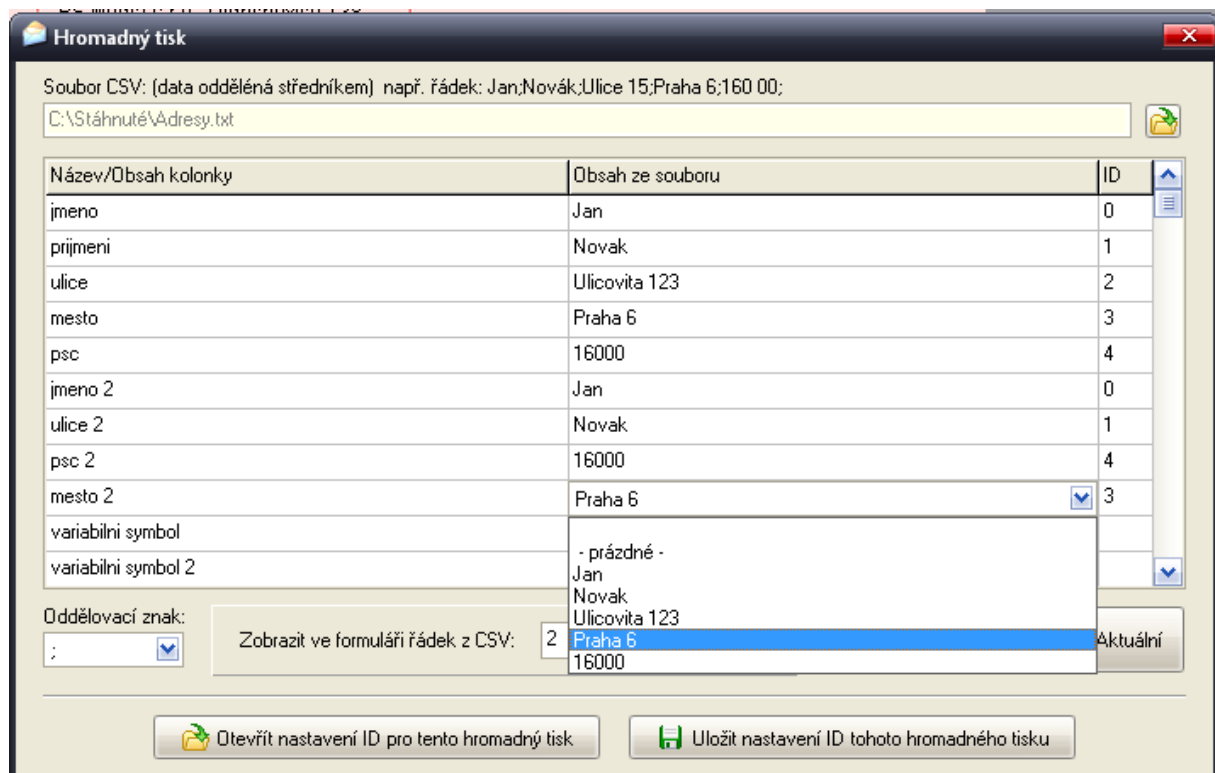 Hromadný tisk
Soubor CSV: (data odděléná středníkem) např. řádek: Jan;Novák;Ulice 15;Praha 6;160 00;
C:\Stáhnuté\Adresy.txt
Název/Obsah kolonky Obsah ze souboru ID
jmeno Jan 0
prijmeni Novak 1
ulice Ulicovita 123 2
mesto Praha 6 3
psc 16000 4
jmeno 2 Jan 0
ulice 2 Novak 1
psc 2 16000 4
mesto 2 Praha 6 3
variabilni symbol
variabilni symbol 2
- prázdné -
Jan
Novak
Ulicovita 123
Praha 6
16000
Oddělovací znak:
;
Zobrazit ve formuláři řádek z CSV: 2
Aktuální
Otevřít nastavení ID pro tento hromadný tisk
Uložit nastavení ID tohoto hromadného tisku